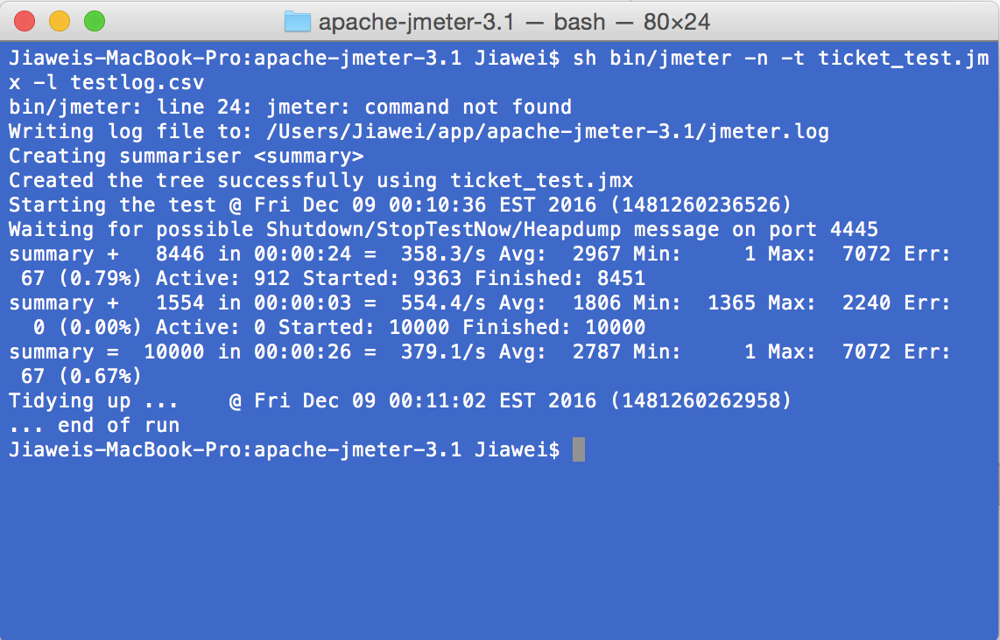 apache-jmeter-3.1 — bash — 80×24
Jiaweis-MacBook-Pro:apache-jmeter-3.1 Jiawei$ sh bin/jmeter -n -t ticket_test.jm
x -l testlog.csv
bin/jmeter: line 24: jmeter: command not found
Writing log file to: /Users/Jiawei/app/apache-jmeter-3.1/jmeter.log
Creating summariser <summary>
Created the tree successfully using ticket_test.jmx
Starting the test @ Fri Dec 09 00:10:36 EST 2016 (1481260236526)
Waiting for possible Shutdown/StopTestNow/Heapdump message on port 4445
summary +   8446 in 00:00:24 =  358.3/s Avg:  2967 Min:     1 Max:  7072 Err:
 67 (0.79%) Active: 912 Started: 9363 Finished: 8451
summary +   1554 in 00:00:03 =  554.4/s Avg:  1806 Min:  1365 Max:  2240 Err:
  0 (0.00%) Active: 0 Started: 10000 Finished: 10000
summary =  10000 in 00:00:26 =  379.1/s Avg:  2787 Min:     1 Max:  7072 Err:
 67 (0.67%)
Tidying up ...    @ Fri Dec 09 00:11:02 EST 2016 (1481260262958)
... end of run
Jiaweis-MacBook-Pro:apache-jmeter-3.1 Jiawei$